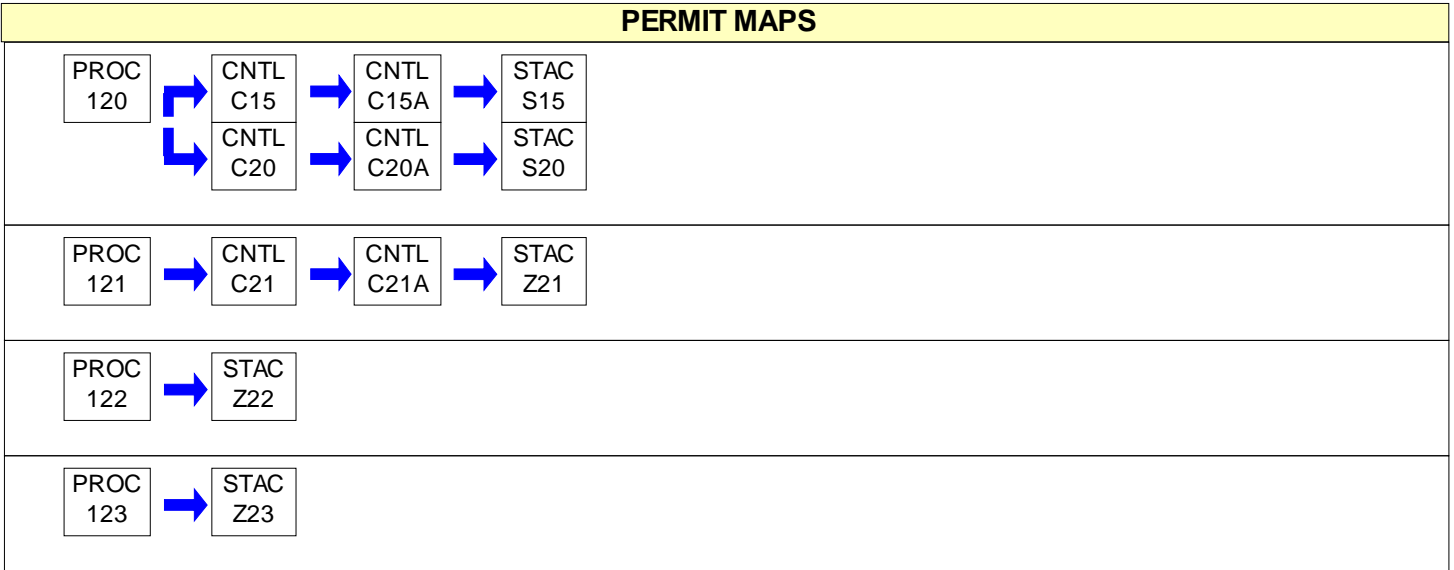 PERMIT MAPS
PROC
120
CNTL
C15
CNTL
C15A
STAC
S15
CNTL
C20
CNTL
C20A
STAC
S20
PROC
121
CNTL
C21
CNTL
C21A
STAC
Z21
PROC
122
STAC
Z22
PROC
123
STAC
Z23